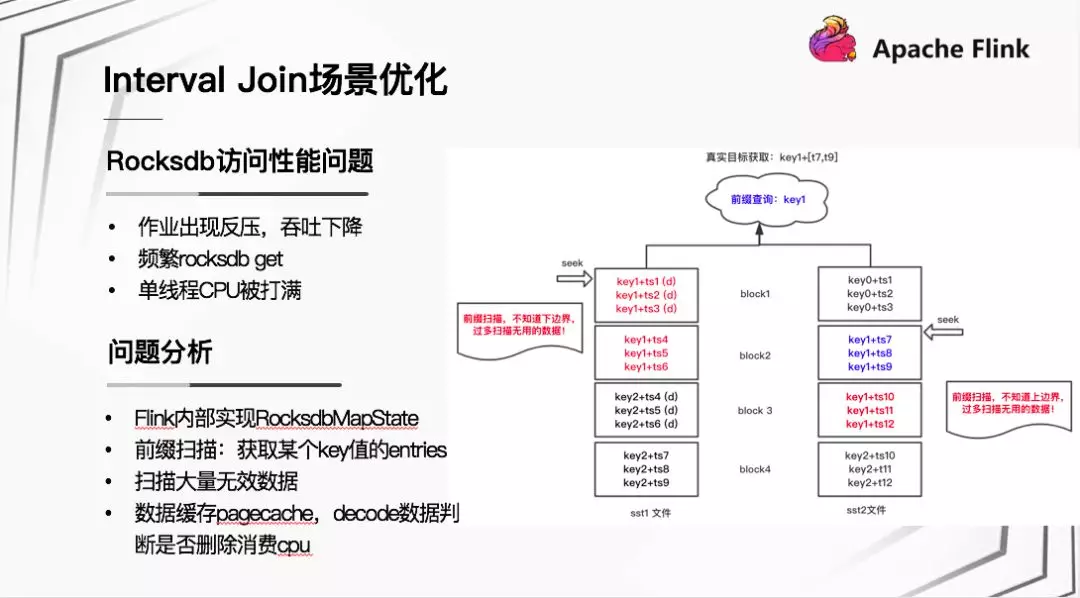 Apache Flink
Interval Join场景优化
Rocksdb访问性能问题
• 作业出现反压，吞吐下降
• 频繁rocksdb get
• 单线程CPU被打满
问题分析
• Flink内部实现RocksdbMapState
• 前缀扫描：获取某个key值的entries
• 扫描大量无效数据
• 数据缓存pagecache，decode数据判
断是否删除消费cpu
真实目标获取：key1+[t7,t9]
前缀查询：key1
seek
key1+ts1 (d)
key1+ts2 (d)
key1+ts3 (d)
前缀扫描，不知道下边界，
过多扫描无用的数据！
key1+ts4
key1+ts5
key1+ts6
key2+ts4 (d)
key2+ts5 (d)
key2+ts6 (d)
key2+ts7
key2+ts8
key2+ts9
sst1 文件
block1
block2
block 3
block4
key0+ts1
key0+ts2
key0+ts3
seek
key1+ts7
key1+ts8
key1+ts9
key1+ts10
key1+ts11
key1+ts12
前缀扫描，不知道上边界，
过多扫描无用的数据！
key2+ts10
key2+t11
key2+t12
sst2文件